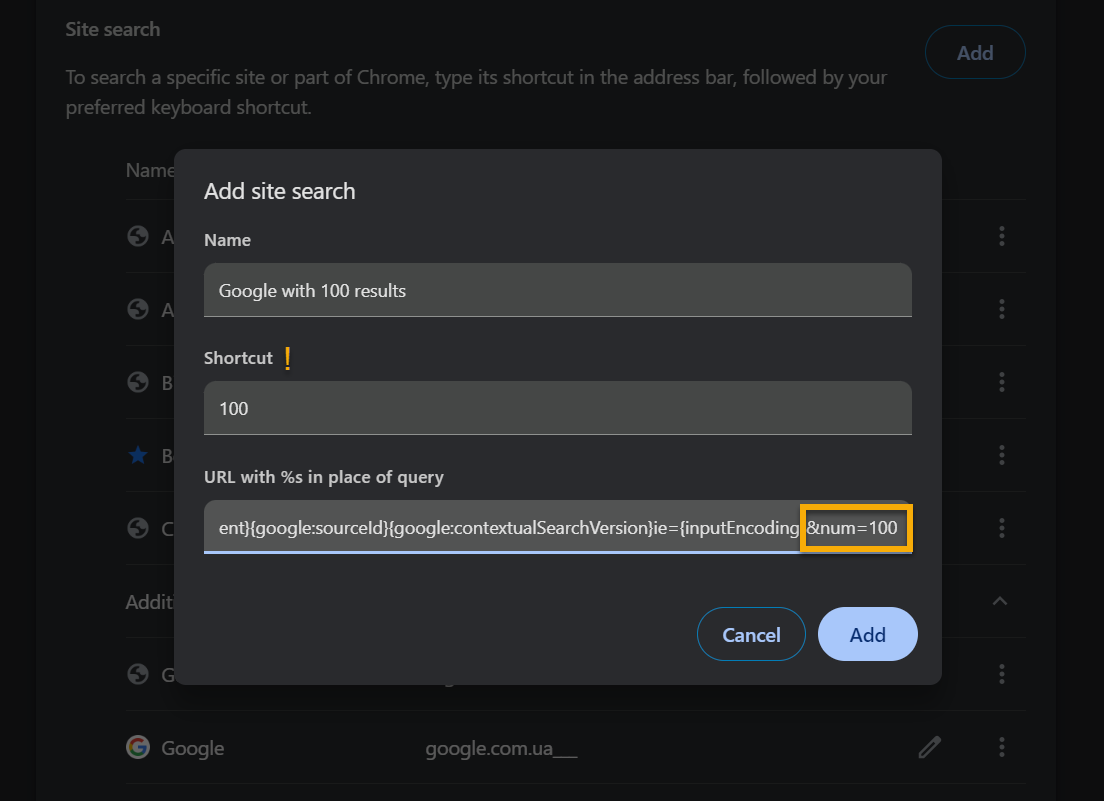 Site search
Add
To search a specific site or part of Chrome, type its shortcut in the address bar, followed by your
preferred keyboard shortcut.
Name
Add site search
Name
Google with 100 results
Shortcut ❗
100
URL with %s in place of query
ent}{google:sourceId}{google:contextualSearchVersion}ie={inputEncoding &num=100
Cancel
Add
A
A
B
B
C
Addit
G
Google
google.com.ua___